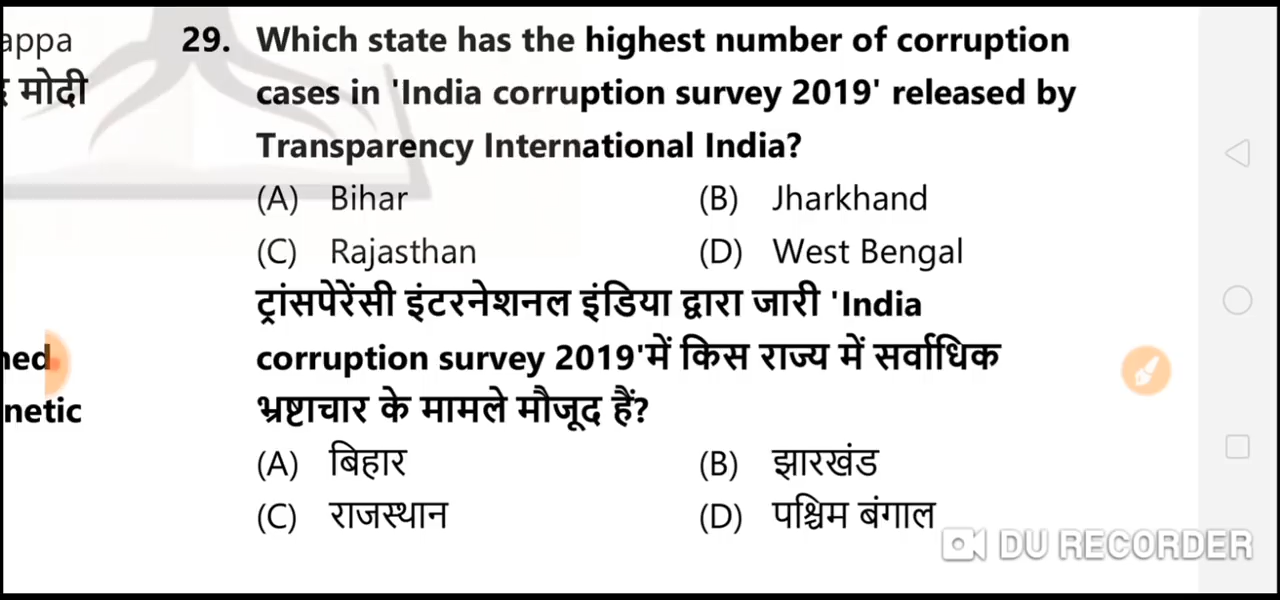 appa
मोदी
29. Which state has the highest number of corruption
cases in 'India corruption survey 2019' released by
Transparency International India?
(A) Bihar (B) Jharkhand
(C) Rajasthan (D) West Bengal
ट्रांसपेरेंसी इंटरनेशनल इंडिया द्वारा जारी 'India
corruption survey 2019'में किस राज्य में सर्वाधिक
भ्रष्टाचार के मामले मौजूद हैं?
(A) बिहार (B) झारखंड
(C) राजस्थान (D) पश्चिम बंगाल
ned
netic
DU RECORDER